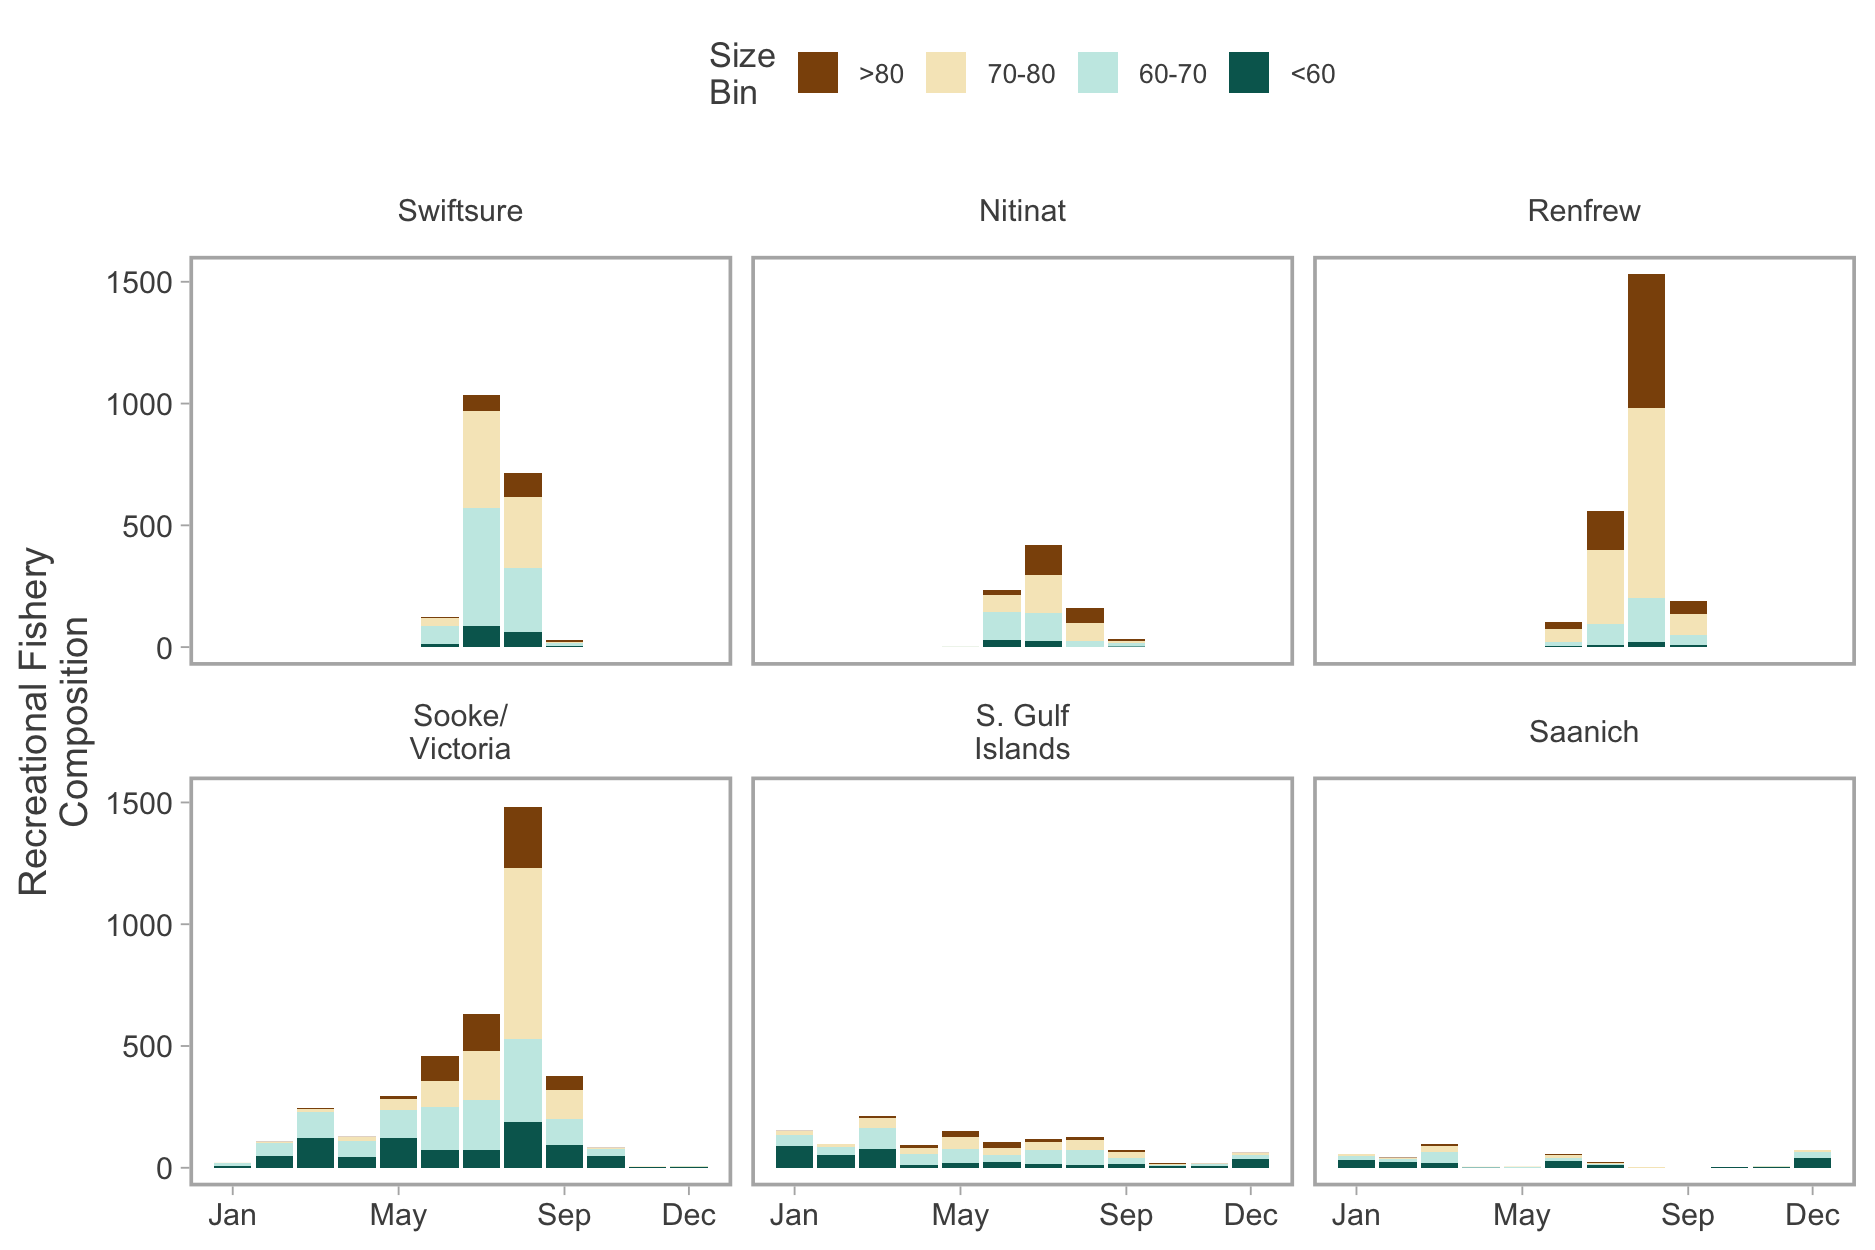 Size
Bin
>80
70-80
60-70
<60
Swiftsure
Nitinat
Renfrew
1500
1000
500
0
Recreational Fishery
Composition
Sooke/
Victoria
S. Gulf
Islands
Saanich
1500
1000
500
0
Jan May Sep Dec
Jan May Sep Dec
Jan May Sep Dec